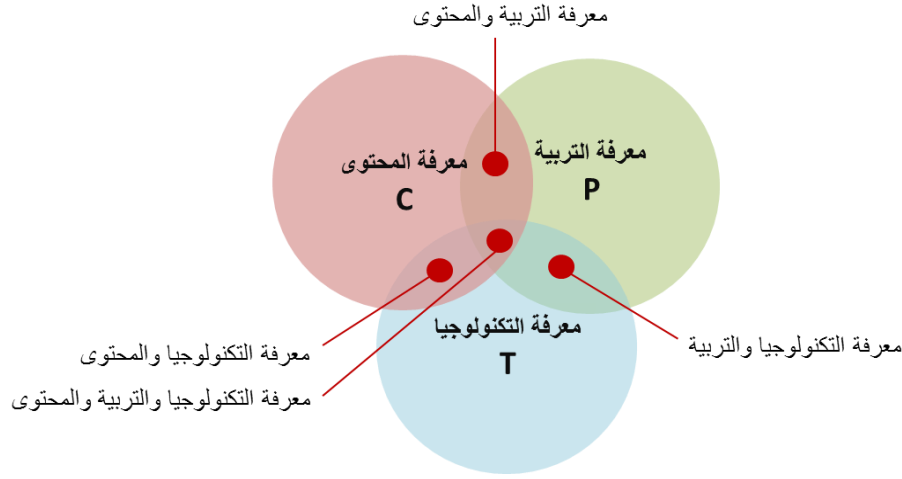 معرفة التربية والمحتوى
معرفة التربية
P
معرفة المحتوى
C
معرفة التكنولوجيا
T
معرفة التكنولوجيا والتربية
معرفة التكنولوجيا والمحتوى
معرفة التكنولوجيا والتربية والمحتوى